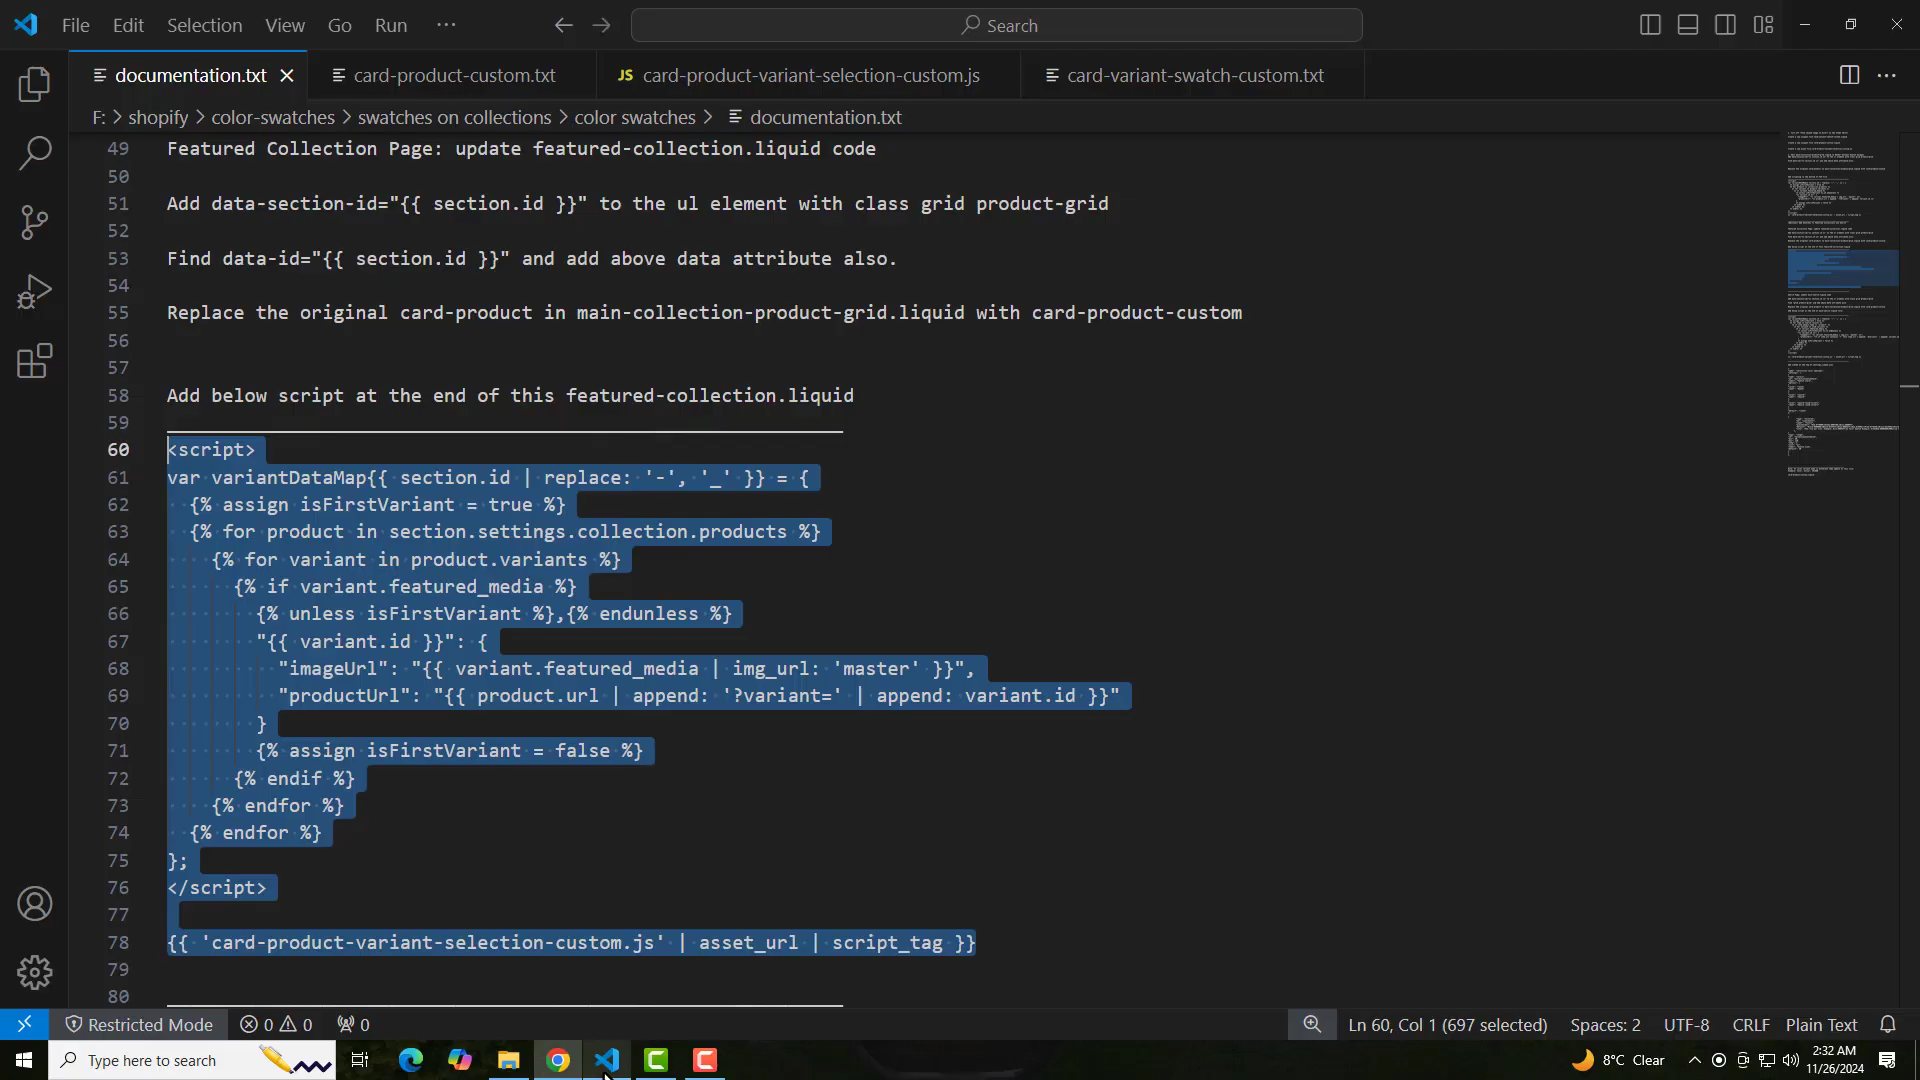 File Edit Selection View Go Run ··· Search
documentation.txt card-product-custom.txt JS card-product-variant-selection-custom.js card-variant-swatch-custom.txt
F: > shopify > color-swatches > swatches on collections > color swatches > documentation.txt
49 Featured Collection Page: update featured-collection.liquid code
50
51 Add data-section-id="{{ section.id }}" to the ul element with class grid product-grid
52
53 Find data-id="{{ section.id }}" and add above data attribute also.
54
55 Replace the original card-product in main-collection-product-grid.liquid with card-product-custom
56
57
58 Add below script at the end of this featured-collection.liquid
59
60 <script>
61 var variantDataMap{{ section.id | replace: '-', '_' }} = {
62 {% assign isFirstVariant = true %}
63 {% for product in section.settings.collection.products %}
64 {% for variant in product.variants %}
65 {% if variant.featured_media %}
66 {% unless isFirstVariant %},{% endunless %}
67 "{{ variant.id }}": {
68 "imageUrl": "{{ variant.featured_media | img_url: 'master' }}",
69 "productUrl": "{{ product.url | append: '?variant=' | append: variant.id }}"
70 }
71 {% assign isFirstVariant = false %}
72 {% endif %}
73 {% endfor %}
74 {% endfor %}
75 };
76 </script>
77
78 {{ 'card-product-variant-selection-custom.js' | asset_url | script_tag }}
79
80
Restricted Mode 0 0 0 Ln 60, Col 1 (697 selected) Spaces: 2 UTF-8 CRLF Plain Text
Type here to search 8°C Clear 2:32 AM
11/26/2024